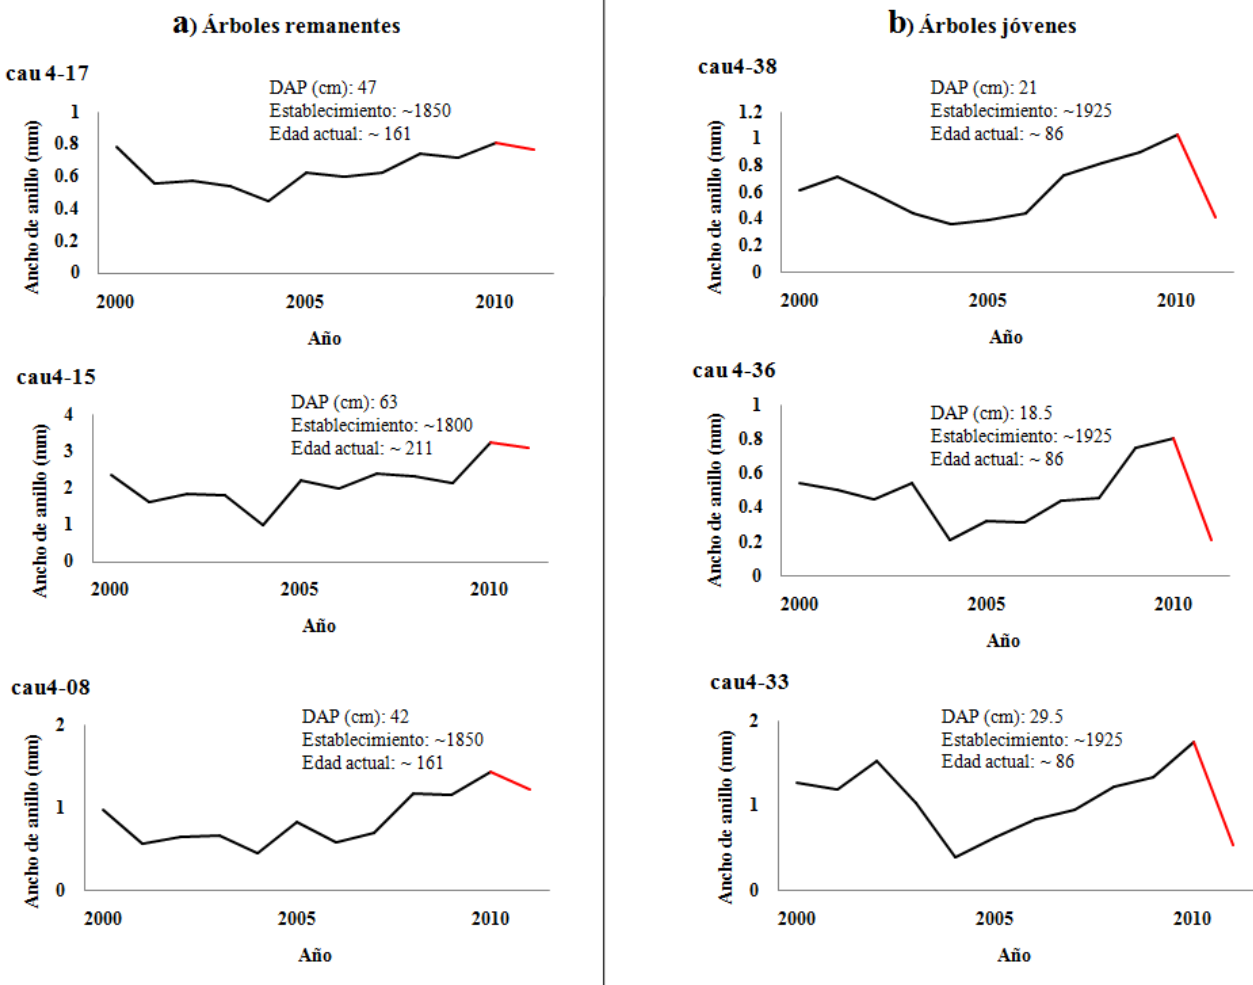 a) Árboles remanentes
cau 4-17
DAP (cm): 47
Establecimiento: ~1850
Edad actual: ~ 161
Ancho de anillo (mm)
1
0.8
0.6
0.4
0.2
0
2000 2005 2010
Año
cau4-15
DAP (cm): 63
Establecimiento: ~1800
Edad actual: ~ 211
Ancho de anillo (mm)
4
3
2
1
0
2000 2005 2010
Año
cau4-08
DAP (cm): 42
Establecimiento: ~1850
Edad actual: ~ 161
Ancho de anillo (mm)
2
1
0
2000 2005 2010
Año
b) Árboles jóvenes
cau4-38
DAP (cm): 21
Establecimiento: ~1925
Edad actual: ~ 86
Ancho de anillo (mm)
1.2
1
0.8
0.6
0.4
0.2
0
2000 2005 2010
Año
cau 4-36
DAP (cm): 18.5
Establecimiento: ~1925
Edad actual: ~ 86
Ancho de anillo (mm)
1
0.8
0.6
0.4
0.2
0
2000 2005 2010
Año
cau4-33
DAP (cm): 29.5
Establecimiento: ~1925
Edad actual: ~ 86
Ancho de anillo (mm)
2
1
0
2000 2005 2010
Año